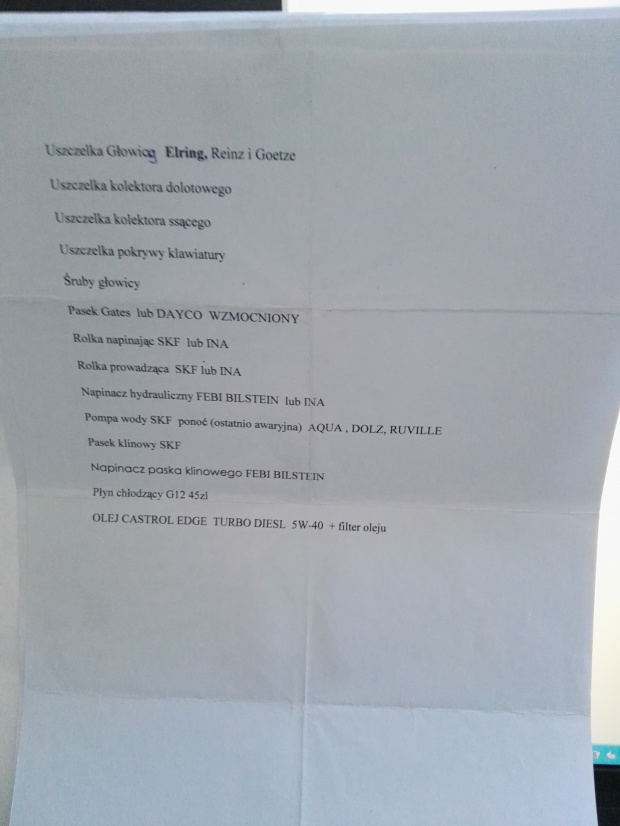 Uszczelka Głowicy Elring, Reinz i Goetze
Uszczelka kolektora dolotowego
Uszczelka kolektora ssącego
Uszczelka pokrywy klawiatury
Śruby głowicy
Pasek Gates lub DAYCO WZMOCNIONY
Rolka napinając SKF lub INA
Rolka prowadząca SKF lub INA
Napinacz hydrauliczny FEBI BILSTEIN lub INA
Pompa wody SKF ponoć (ostatnio awaryjna) AQUA , DOLZ, RUVILLE
Pasek klinowy SKF
Napinacz paska klinowego FEBI BILSTEIN
Płyn chłodzący G12 45zl
OLEJ CASTROL EDGE TURBO DIESL 5W-40 + filter oleju